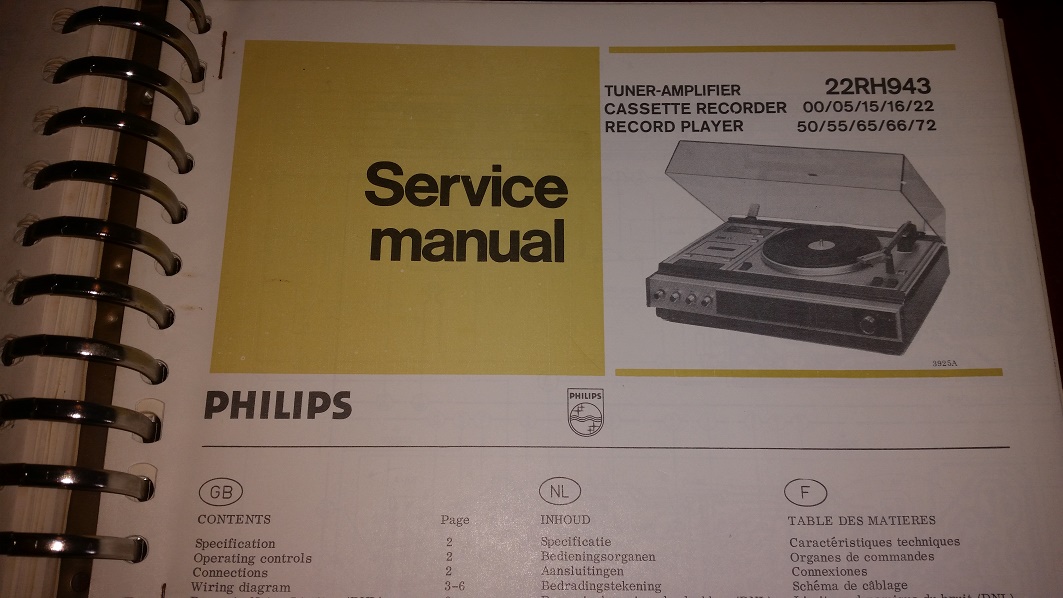 TUNER-AMPLIFIER 22RH943
CASSETTE RECORDER 00/05/15/16/22
RECORD PLAYER 50/55/65/66/72
Service
manual
3925A
PHILIPS
PHILIPS
GB
CONTENTS Page
Specification 2
Operating controls 2
Connections 2
Wiring diagram 3-6
NL
INHOUD
Specificatie
Bedieningsorganen
Aansluitingen
Bedradingstekening
F
TABLE DES MATIERES
Caractéristiques techniques
Organes de commandes
Connexions
Schéma de câblage